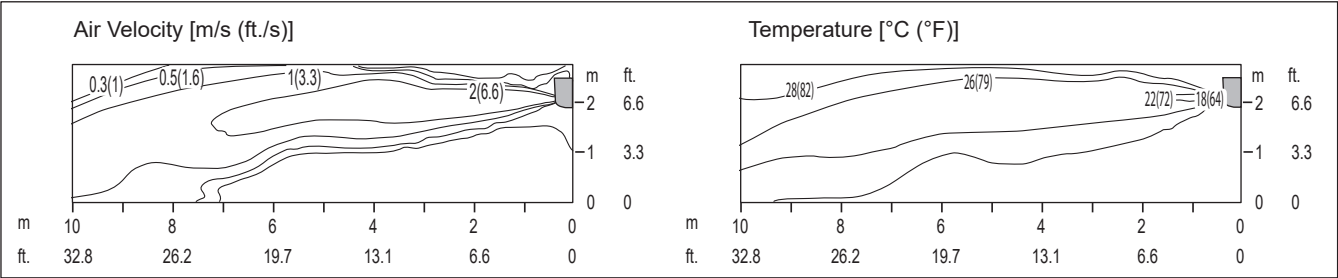 Air Velocity [m/s (ft./s)]
0.3(1) 0.5(1.6) 1(3.3) 2(6.6)
m ft.
2 6.6
1 3.3
0 0
m 10 8 6 4 2 0
ft. 32.8 26.2 19.7 13.1 6.6 0
Temperature [°C (°F)]
28(82) 26(79) 22(72) 18(64)
m ft.
2 6.6
1 3.3
0 0
m 10 8 6 4 2 0
ft. 32.8 26.2 19.7 13.1 6.6 0